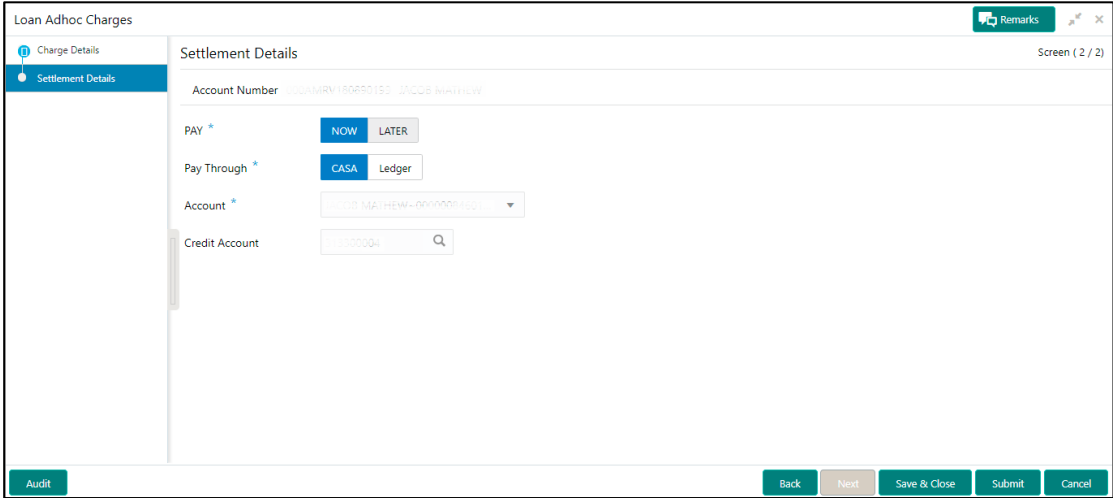 Loan Adhoc Charges
Remarks
Charge Details
Settlement Details
Settlement Details
Screen ( 2 / 2)
Account Number
PAY *
NOW LATER
Pay Through *
CASA Ledger
Account *
Credit Account
Audit
Back Next Save & Close Submit Cancel